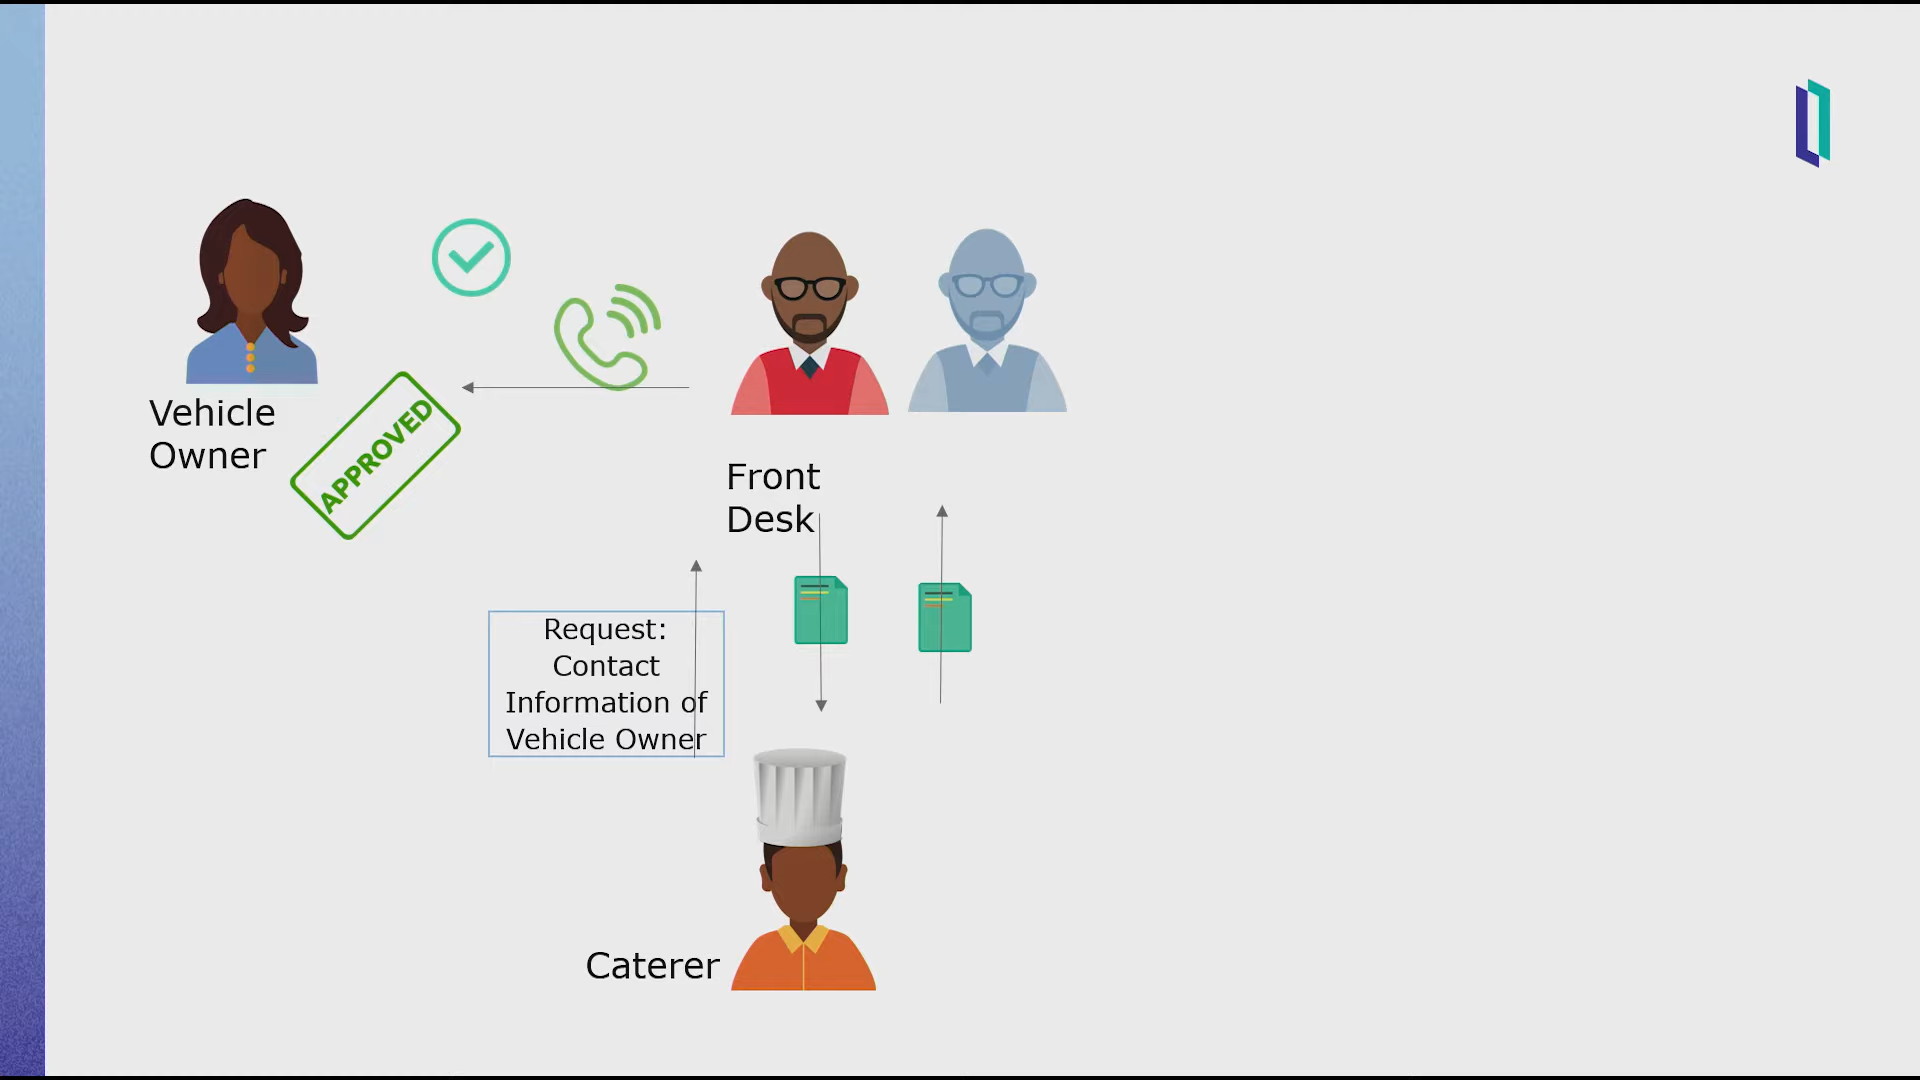 Vehicle
Owner
APPROVED
Front
Desk
Request:
Contact
Information of
Vehicle Owner
Caterer